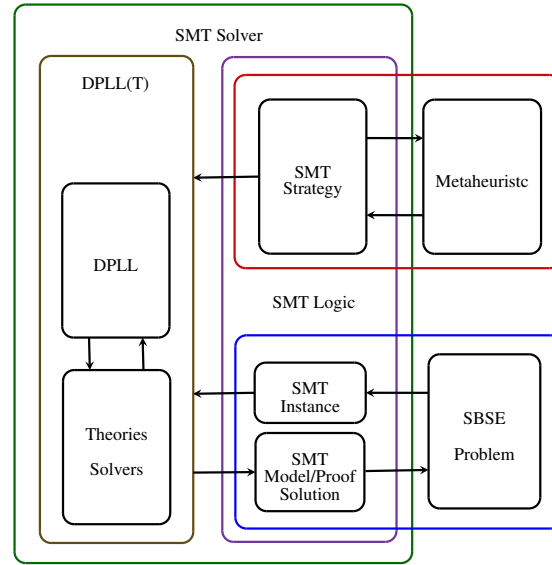 SMT Solver
DPLL(T)
SMT
Strategy
Metaheuristc
DPLL
SMT Logic
SMT
Instance
SBSE
Problem
Theories
Solvers
SMT
Model/Proof
Solution